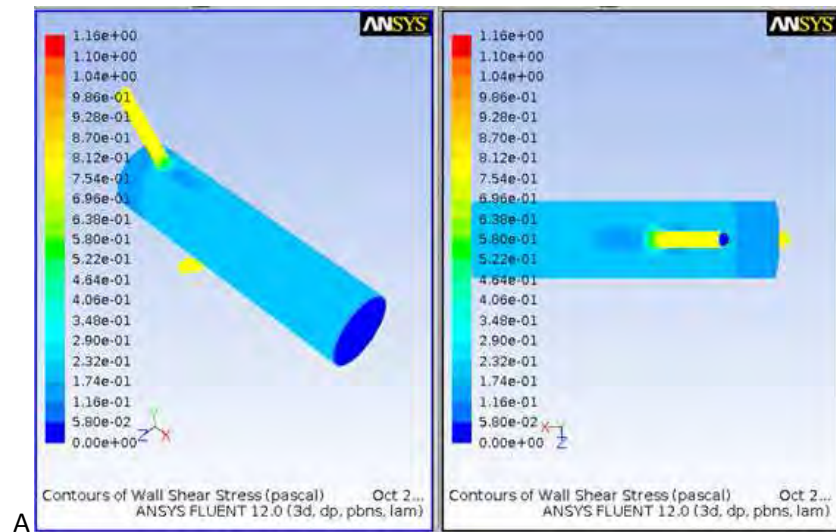 ANSYS
1.16e+00
1.10e+00
1.04e+00
9.86e-01
9.28e-01
8.70e-01
8.12e-01
7.54e-01
6.96e-01
6.38e-01
5.80e-01
5.22e-01
4.64e-01
4.06e-01
3.48e-01
2.90e-01
2.32e-01
1.74e-01
1.16e-01
5.80e-02
0.00e+00
Y
Z X
Contours of Wall Shear Stress (pascal) Oct 2...
ANSYS FLUENT 12.0 (3d, dp, pbns, lam)
ANSYS
1.16e+00
1.10e+00
1.04e+00
9.86e-01
9.28e-01
8.70e-01
8.12e-01
7.54e-01
6.96e-01
6.38e-01
5.80e-01
5.22e-01
4.64e-01
4.06e-01
3.48e-01
2.90e-01
2.32e-01
1.74e-01
1.16e-01
5.80e-02
0.00e+00
X Y
Z
Contours of Wall Shear Stress (pascal) Oct 2...
ANSYS FLUENT 12.0 (3d, dp, pbns, lam)
A